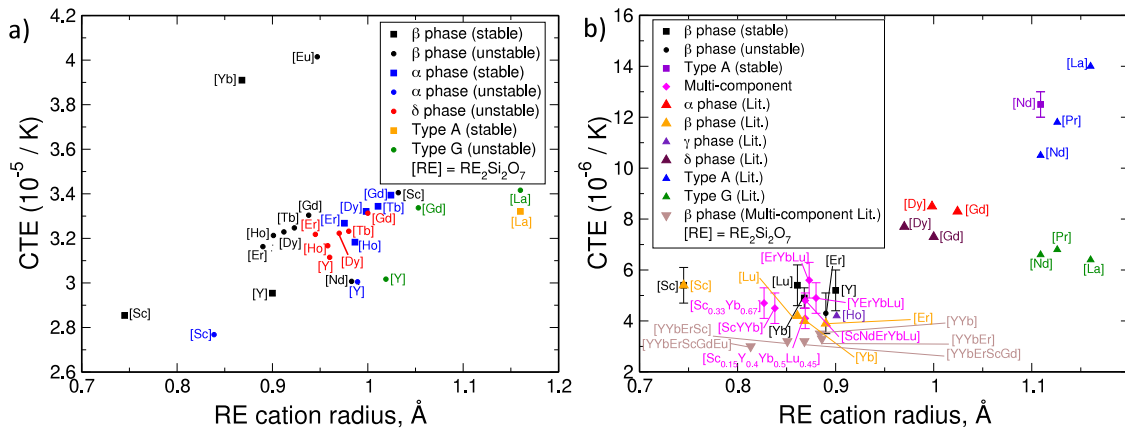 a)
CTE (10⁻⁵ / K)
4.2
4
3.8
3.6
3.4
3.2
3
2.8
2.6
0.7
0.8
0.9
1
1.1
1.2
RE cation radius, Å
β phase (stable)
β phase (unstable)
α phase (stable)
α phase (unstable)
δ phase (unstable)
Type A (stable)
Type G (unstable)
[RE] = RE₂Si₂O₇
[Eu]
[Yb]
[Sc]
[Gd]
[Gd]
[Tb]
[Dy]
[Tb]
[La]
[Gd]
[La]
[Er]
[Er]
[Gd]
[Ho]
[Tb]
[Er]
[Dy]
[Ho]
[Ho]
[Y]
[Dy]
[Nd]
[Y]
[Y]
[Sc]
[Sc]
b)
CTE (10⁻⁶ / K)
16
14
12
10
8
6
4
2
0.7
0.8
0.9
1
1.1
RE cation radius, Å
β phase (stable)
β phase (unstable)
Type A (stable)
Multi-component
α phase (Lit.)
β phase (Lit.)
γ phase (Lit.)
δ phase (Lit.)
Type A (Lit.)
Type G (Lit.)
β phase (Multi-component Lit.)
[RE] = RE₂Si₂O₇
[La]
[Nd]
[Pr]
[Nd]
[Dy]
[Gd]
[Dy]
[Gd]
[Pr]
[Nd]
[La]
[ErYbLu]
[Er]
[Sc]
[Sc]
[Lu]
[Lu]
[Y]
[YErYbLu]
[Sc₀.₃₃Yb₀.₆₇]
[ScYYb]
[Yb]
[Ho]
[Er]
[YYb]
[ScNdErYbLu]
[YYbErSc]
[YYbEr]
[YYbErScGdEu]
[YYbErScGd]
[Sc₀.₁₅Y₀.₄Yb₀.₅Lu₀.₄₅]
[Yb]